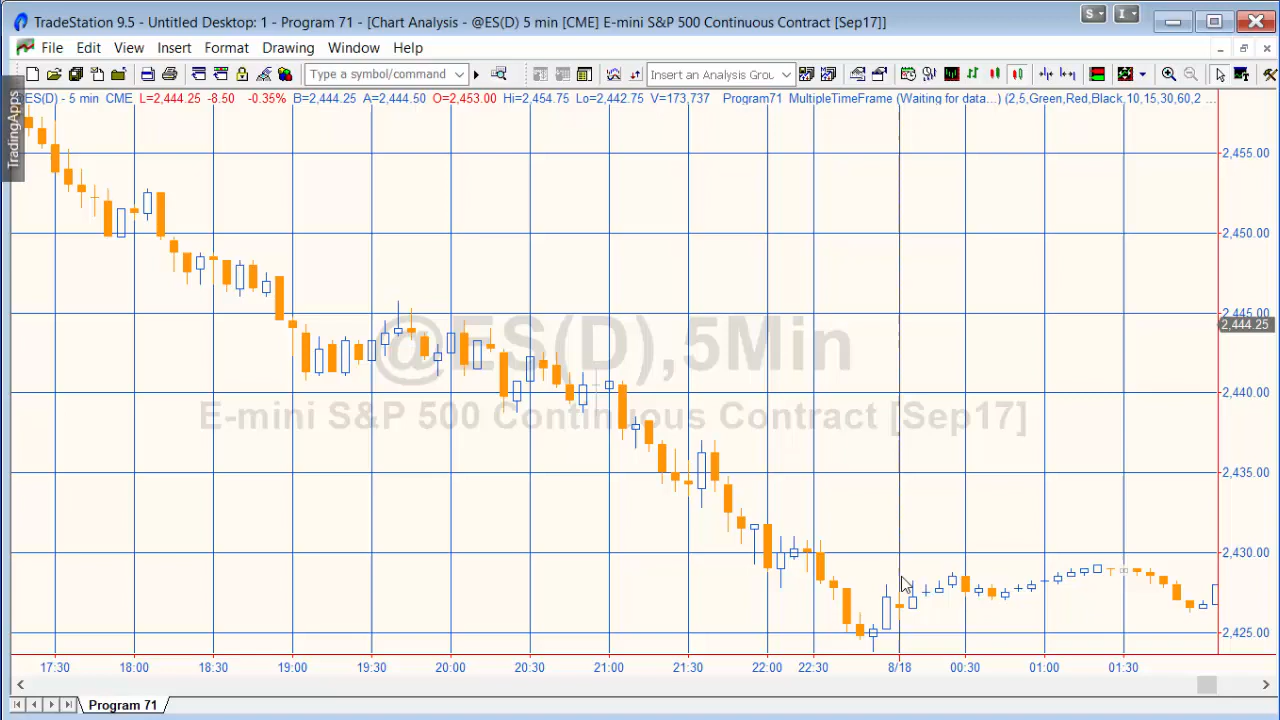 TradeStation 9.5 - Untitled Desktop: 1 - Program 71 - [Chart Analysis - @ES(D) 5 min [CME] E-mini S&P 500 Continuous Contract [Sep17]]
S I
File Edit View Insert Format Drawing Window Help
Type a symbol/command Insert an Analysis Grou
TradingApps
ES(D) - 5 min CME L=2,444.25 -8.50 -0.35% B=2,444.25 A=2,444.50 O=2,453.00 Hi=2,454.75 Lo=2,442.75 V=173,737 Program71 MultipleTimeFrame (Waiting for data...) (2,5,Green,Red,Black,10,15,30,60,2 ...
2,455.00
2,450.00
2,445.00
2,444.25
@ES(D),5Min
2,440.00
E-mini S&P 500 Continuous Contract [Sep17]
2,435.00
2,430.00
2,425.00
17:30 18:00 18:30 19:00 19:30 20:00 20:30 21:00 21:30 22:00 22:30 8/18 00:30 01:00 01:30
Program 71